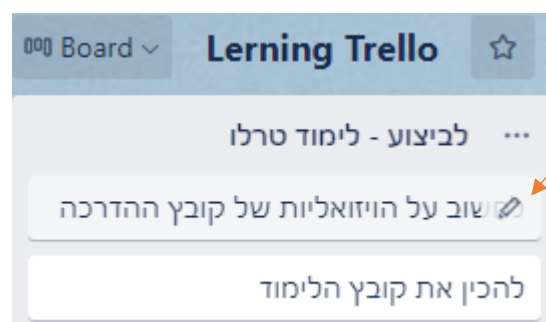 Board
Lerning Trello
לביצוע - לימוד טרלו
על הויזואליות של קובץ ההדרכה
להכין את קובץ הלימוד